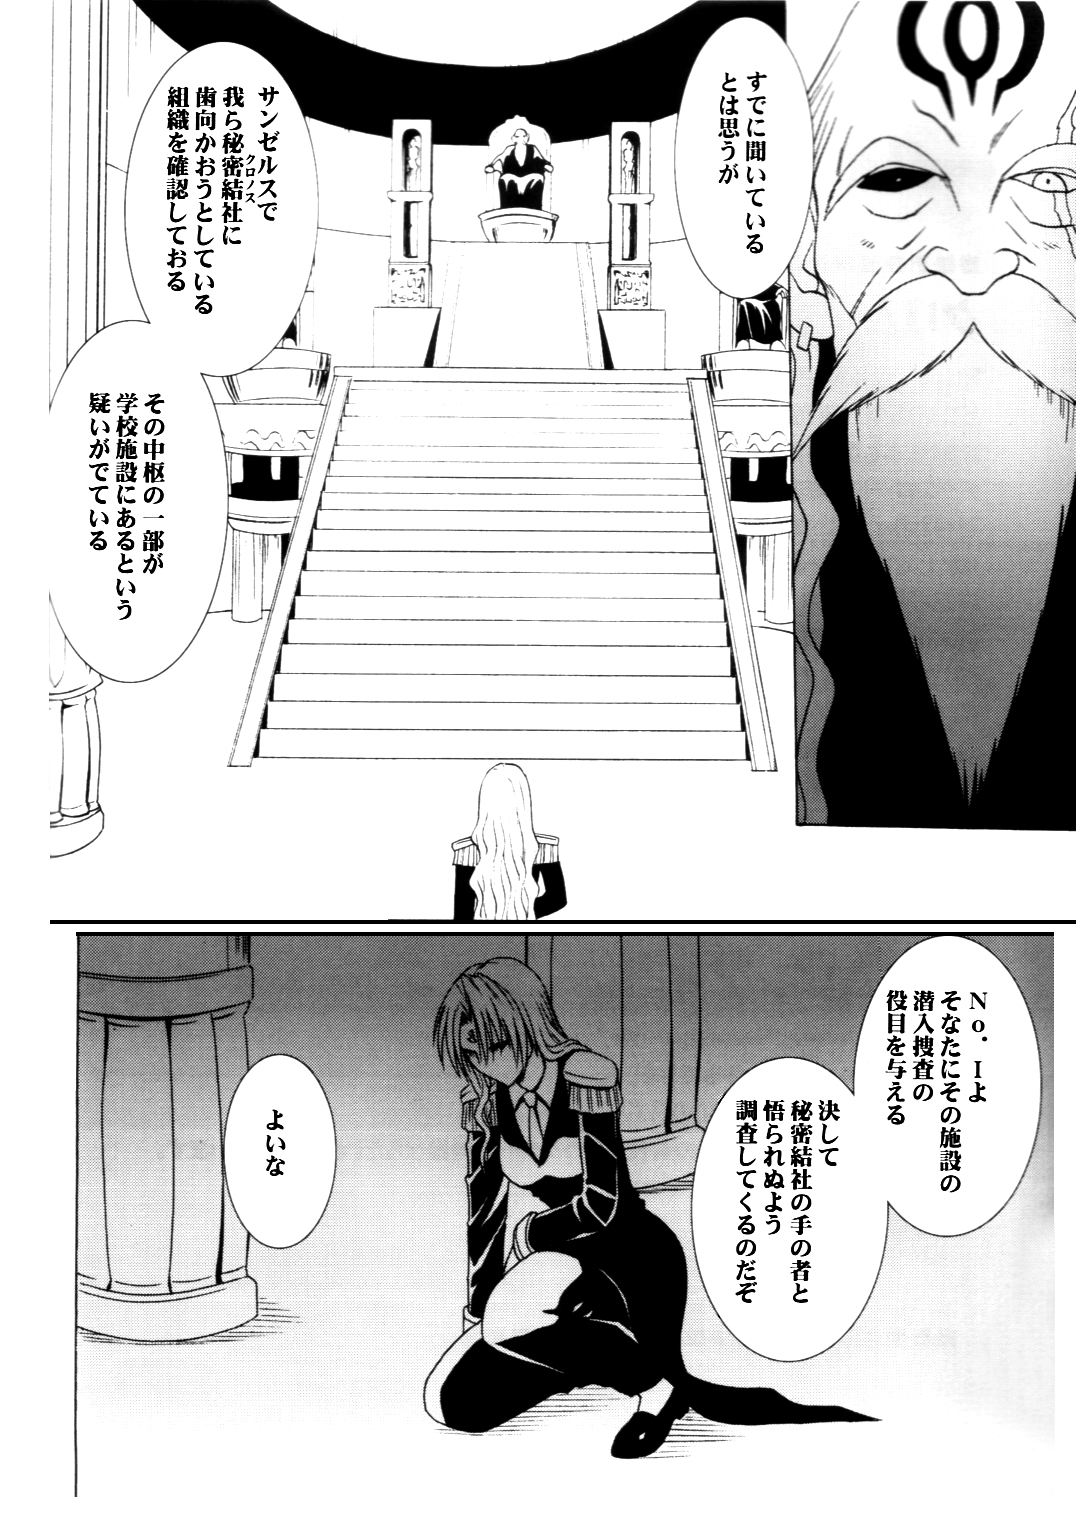 すでに聞いている
とは思うが
サンゼルスで
我ら秘密結社に
クロノス
歯向かおうとしている
組織を確認しておる
その中枢の一部が
学校施設にあるという
疑いがでている
No. Iよ
そなたにその施設の
潜入捜査の
役目を与える
決して
秘密結社の手の者と
悟られぬよう
調査してくるのだぞ
よいな